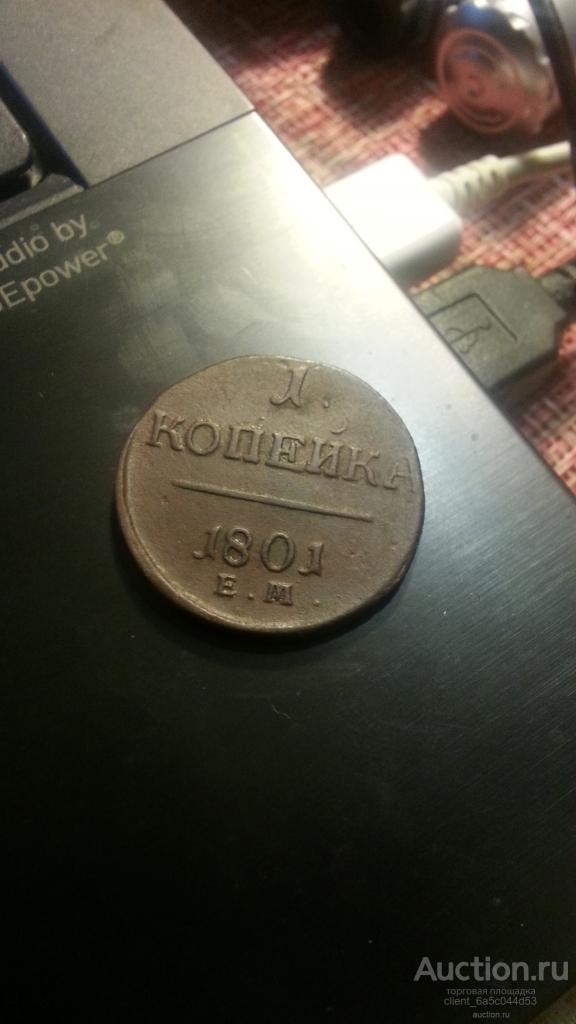 udio by
Epower®
1.
КОПЕЙКА
1801
Е.М.
Auction.ru
торговая площадка
client_6a5c044d53
auction.ru